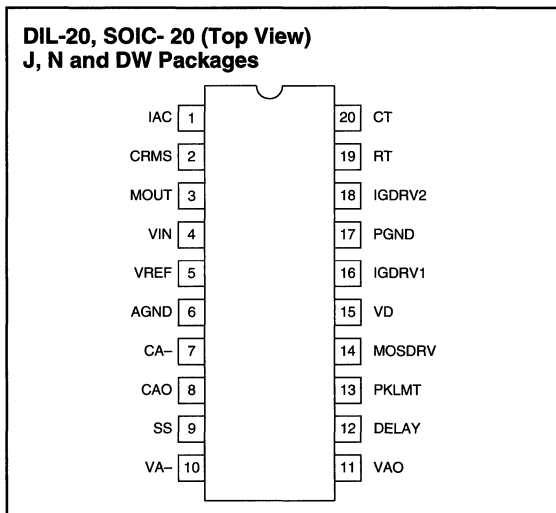 DIL-20, SOIC- 20 (Top View)
J, N and DW Packages
IAC 1 20 CT
CRMS 2 19 RT
MOUT 3 18 IGDRV2
VIN 4 17 PGND
VREF 5 16 IGDRV1
AGND 6 15 VD
CA– 7 14 MOSDRV
CAO 8 13 PKLMT
SS 9 12 DELAY
VA– 10 11 VAO